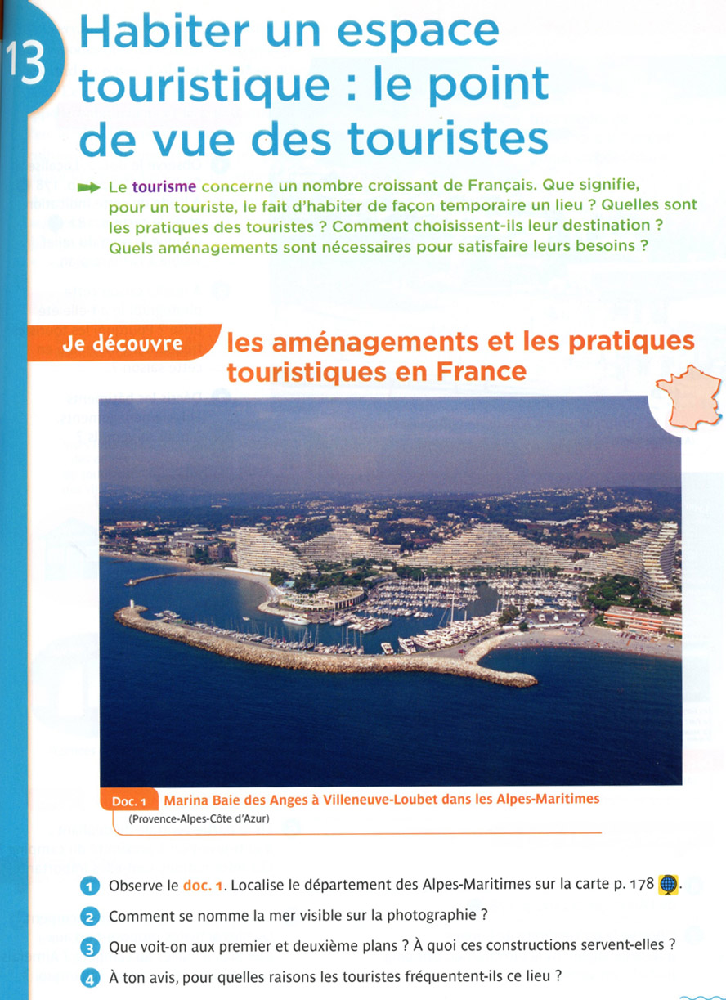 13
Habiter un espace
touristique : le point
de vue des touristes
Le tourisme concerne un nombre croissant de Français. Que signifie,
pour un touriste, le fait d'habiter de façon temporaire un lieu ? Quelles sont
les pratiques des touristes ? Comment choisissent-ils leur destination ?
Quels aménagements sont nécessaires pour satisfaire leurs besoins ?
Je découvre
les aménagements et les pratiques
touristiques en France
Doc. 1 Marina Baie des Anges à Villeneuve-Loubet dans les Alpes-Maritimes
(Provence-Alpes-Côte d'Azur)
1 Observe le doc. 1. Localise le département des Alpes-Maritimes sur la carte p. 178 .
2 Comment se nomme la mer visible sur la photographie ?
3 Que voit-on aux premier et deuxième plans ? À quoi ces constructions servent-elles ?
4 À ton avis, pour quelles raisons les touristes fréquentent-ils ce lieu ?